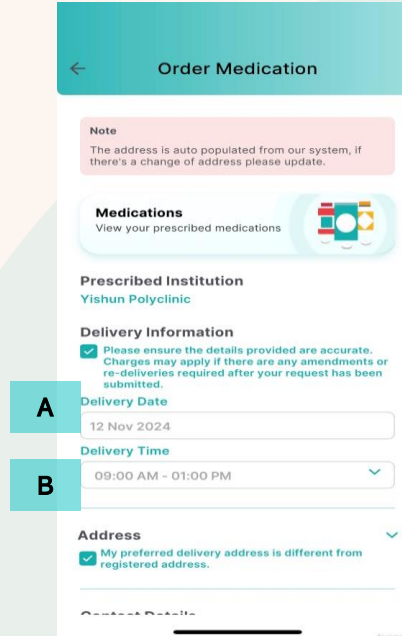 Order Medication
Note
The address is auto populated from our system, if
there's a change of address please update.
Medications
View your prescribed medications
Prescribed Institution
Yishun Polyclinic
Delivery Information
Please ensure the details provided are accurate.
Charges may apply if there are any amendments or
re-deliveries required after your request has been
submitted.
A
Delivery Date
12 Nov 2024
Delivery Time
B
09:00 AM - 01:00 PM
Address
My preferred delivery address is different from
registered address.
Contact Details